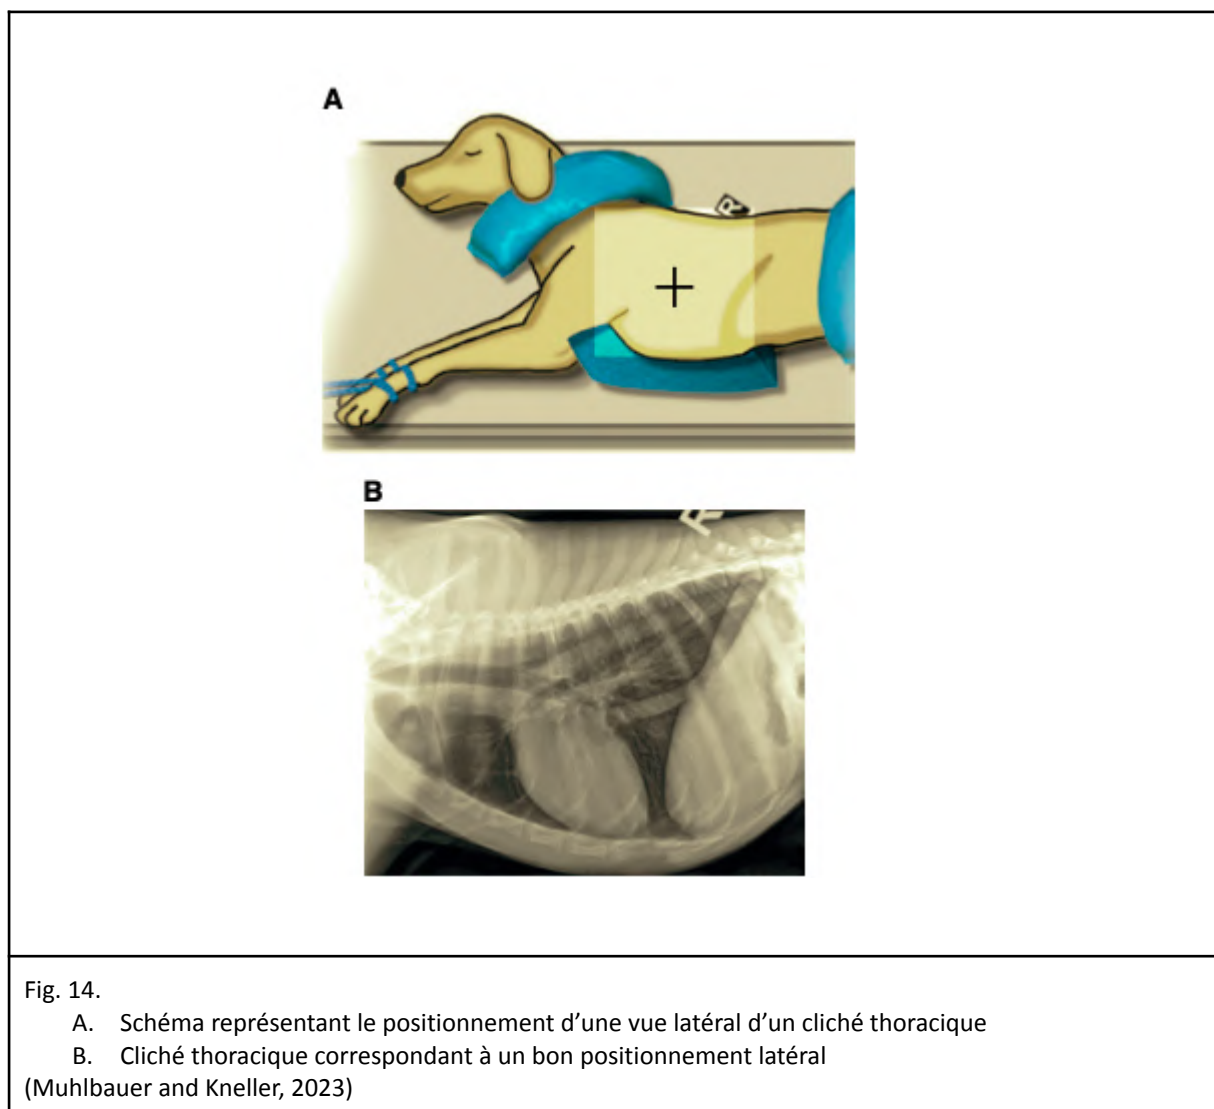 A
R
B
R
Fig. 14.
A. Schéma représentant le positionnement d’une vue latéral d’un cliché thoracique
B. Cliché thoracique correspondant à un bon positionnement latéral
(Muhlbauer and Kneller, 2023)